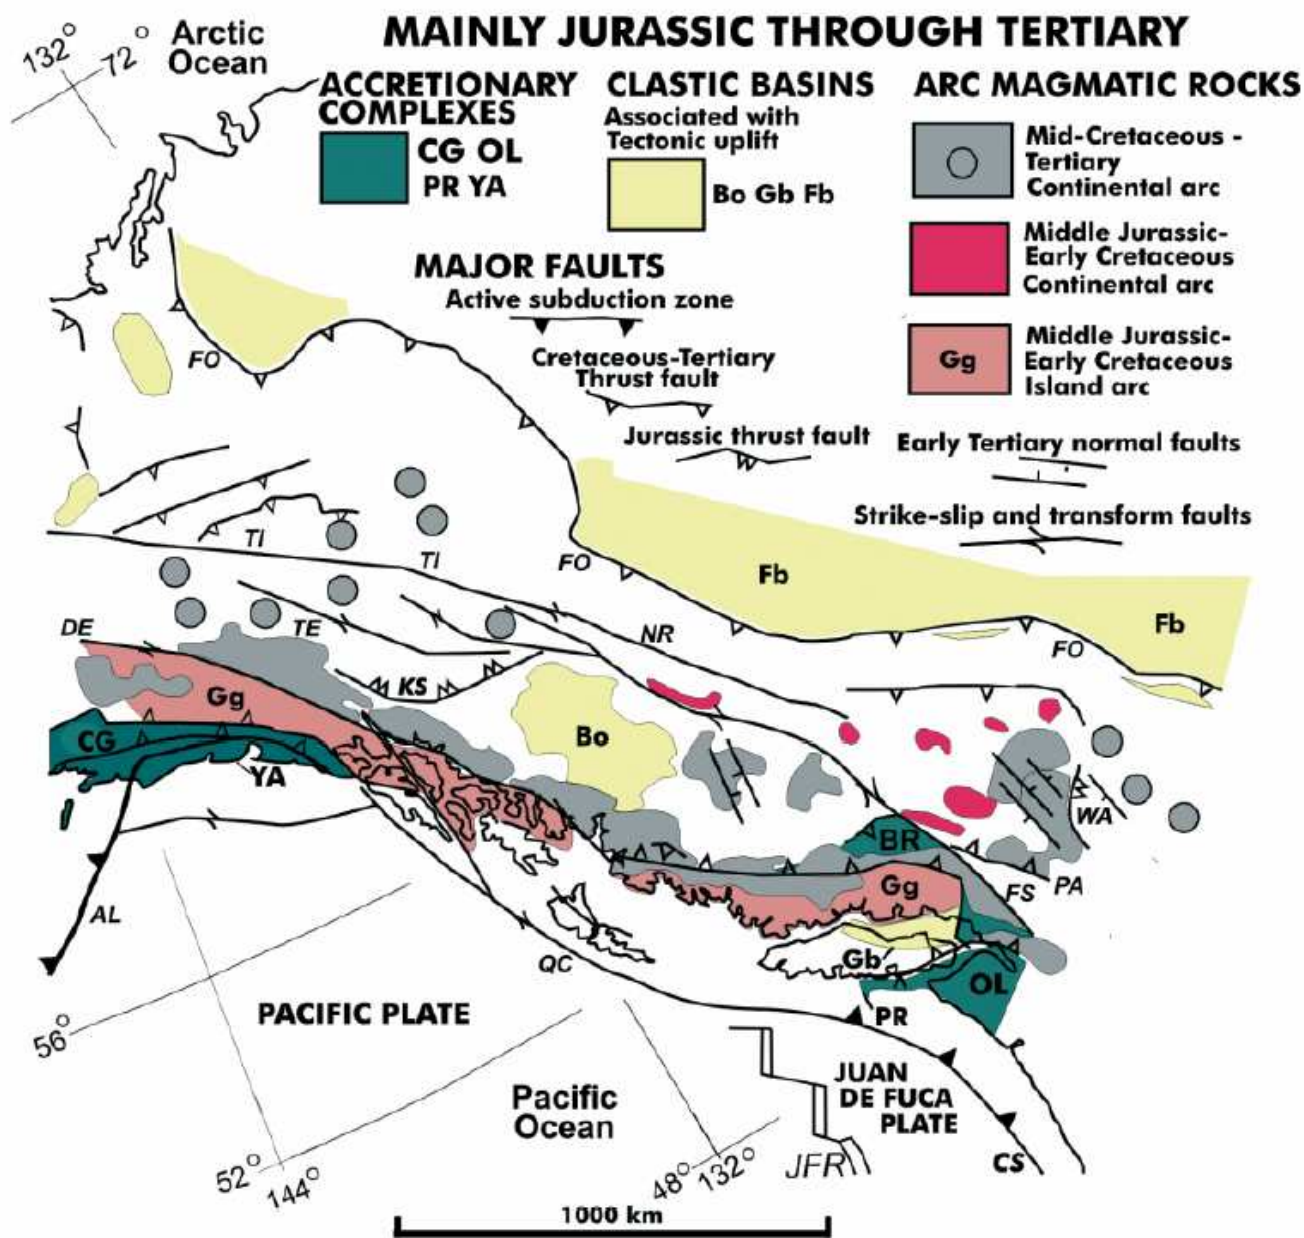 MAINLY JURASSIC THROUGH TERTIARY
132° 72°
Arctic
Ocean
ACCRETIONARY
COMPLEXES
CG OL
PR YA
CLASTIC BASINS
Associated with
Tectonic uplift
Bo Gb Fb
ARC MAGMATIC ROCKS
Mid-Cretaceous -
Tertiary
Continental arc
Middle Jurassic-
Early Cretaceous
Continental arc
Gg
Middle Jurassic-
Early Cretaceous
Island arc
MAJOR FAULTS
Active subduction zone
Cretaceous-Tertiary
Thrust fault
Jurassic thrust fault
Early Tertiary normal faults
Strike-slip and transform faults
FO
TI
TI
FO
Fb
Fb
DE
TE
NR
FO
Gg
KS
Bo
CG
YA
WA
BR
Gg
FS
PA
AL
QC
Gb
OL
PACIFIC PLATE
PR
56°
JUAN
DE FUCA
PLATE
Pacific
Ocean
52°
144°
48°
132°
JFR
CS
1000 km